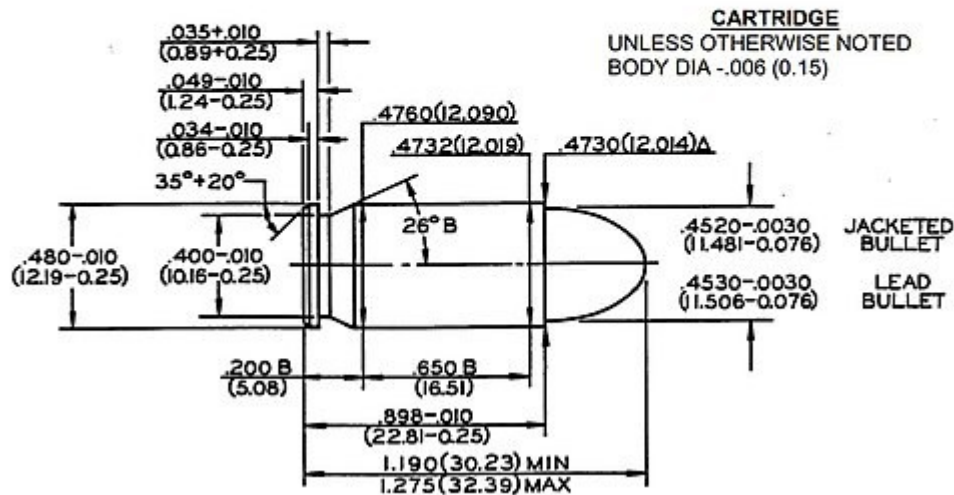 CARTRIDGE
UNLESS OTHERWISE NOTED
BODY DIA -.006 (0.15)
.035+.010
(0.89+0.25)
.049-.010
(1.24-0.25)
.034-.010
(0.86-0.25)
35°+20°
.4760(12.090)
.4732(12.019)
.4730(12.014)Δ
26° B
.480-.010
(12.19-0.25)
.400-.010
(10.16-0.25)
.4520-.0030
(11.481-0.076)
JACKETED
BULLET
.4530-.0030
(11.506-0.076)
LEAD
BULLET
.200 B
(5.08)
.650 B
(16.51)
.898-.010
(22.81-0.25)
1.190(30.23) MIN
1.275(32.39) MAX